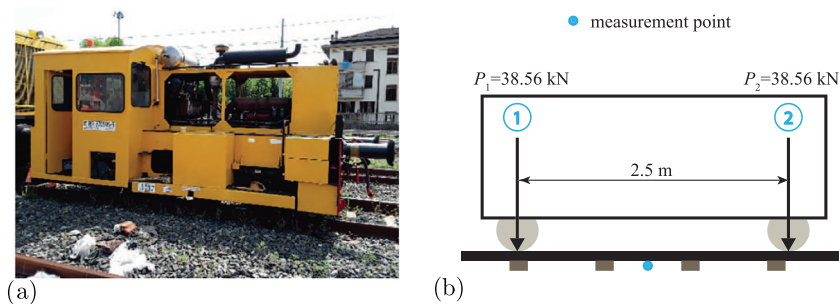 measurement point
P₁=38.56 kN
P₂=38.56 kN
1
2
2.5 m
(a)
(b)